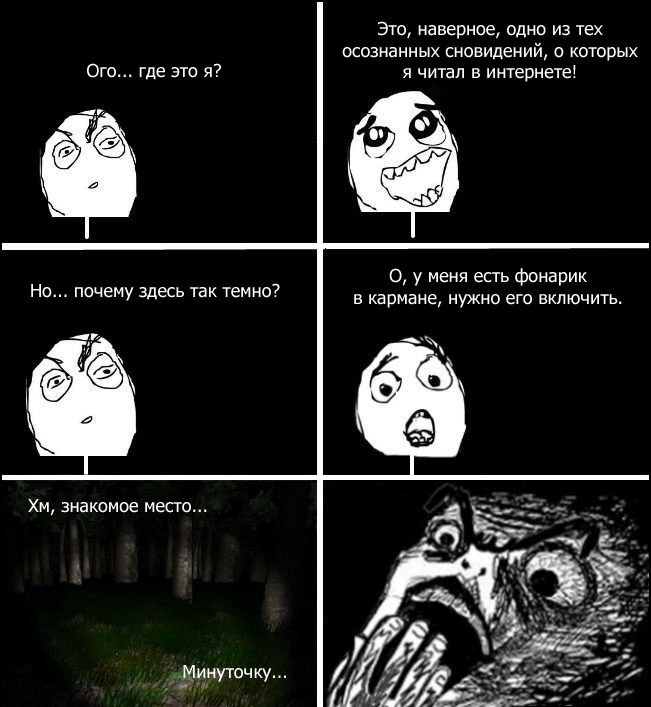 Ого... где это я?
Это, наверное, одно из тех
осознанных сновидений, о которых
я читал в интернете!
Но... почему здесь так темно?
О, у меня есть фонарик
в кармане, нужно его включить.
Хм, знакомое место...
Минуточку...